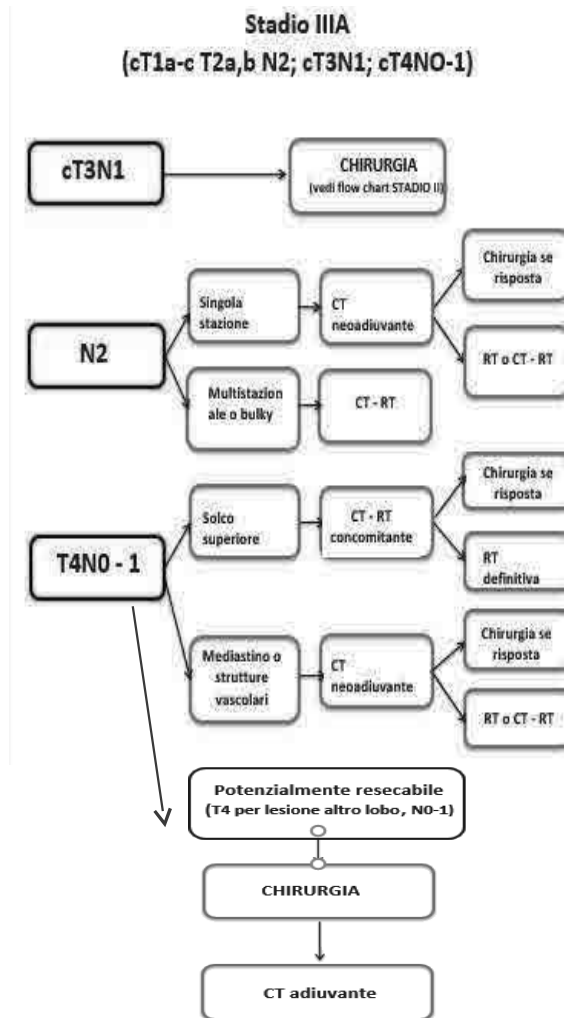 Stadio IIIA
(cT1a-c T2a,b N2; cT3N1; cT4NO-1)
cT3N1
CHIRURGIA
(vedi flow chart STADIO II)
N2
Singola
stazione
CT
neoadiuvante
Chirurgia se
risposta
RT o CT - RT
Multistazion
ale o bulky
CT - RT
T4N0 - 1
Solco
superiore
CT - RT
concomitante
Chirurgia se
risposta
RT
definitiva
Mediastino o
strutture
vascolari
CT
neoadiuvante
Chirurgia se
risposta
RT o CT - RT
Potenzialmente resecabile
(T4 per lesione altro lobo, N0-1)
CHIRURGIA
CT adiuvante